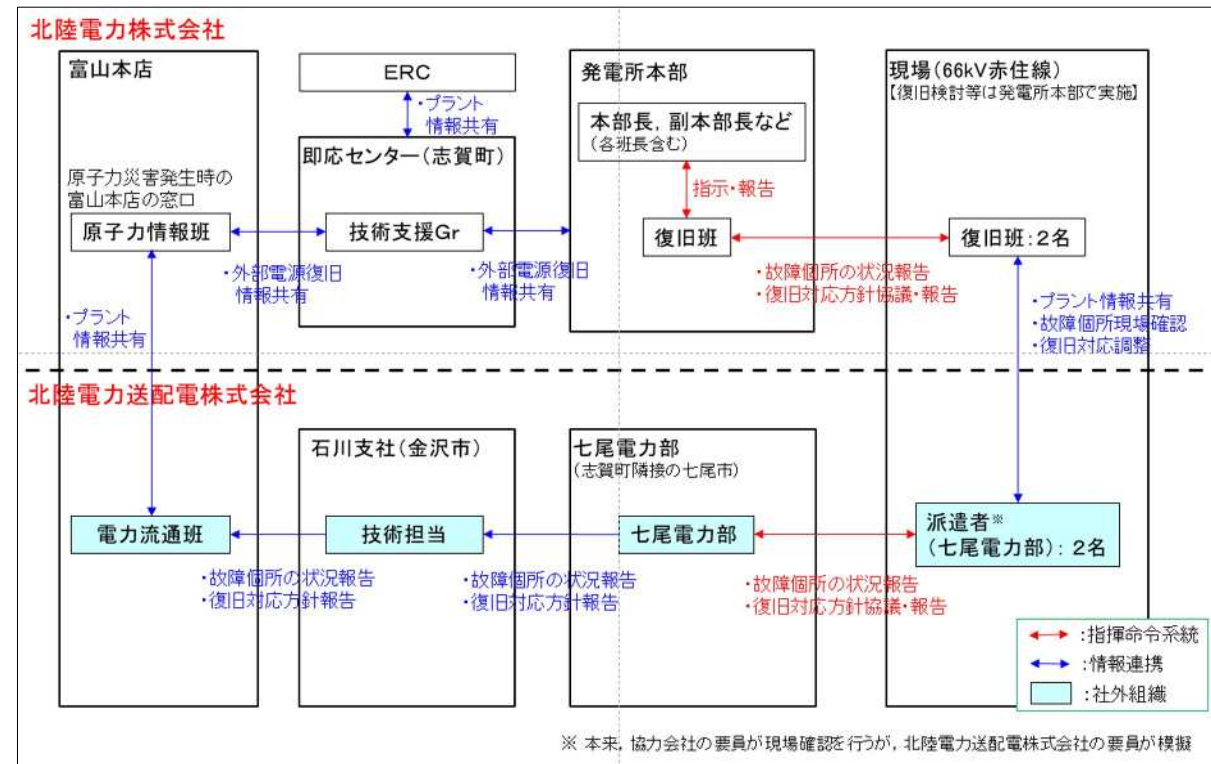 北陸電力株式会社
富山本店
原子力災害発生時の
富山本店の窓口
原子力情報班
・プラント
情報共有
ERC
・プラント
情報共有
即応センター(志賀町)
技術支援Gr
・外部電源復旧
情報共有
・外部電源復旧
情報共有
発電所本部
本部長，副本部長など
(各班長含む)
指示・報告
復旧班
・故障個所の状況報告
・復旧対応方針協議・報告
現場(66kV赤住線)
【復旧検討等は発電所本部で実施】
復旧班：2名
・プラント情報共有
・故障個所現場確認
・復旧対応調整
北陸電力送配電株式会社
電力流通班
石川支社(金沢市)
技術担当
・故障個所の状況報告
・復旧対応方針報告
七尾電力部
(志賀町隣接の七尾市)
七尾電力部
・故障個所の状況報告
・復旧対応方針報告
・故障個所の状況報告
・復旧対応方針協議・報告
派遣者※
(七尾電力部)：2名
：指揮命令系統
：情報連携
：社外組織
※ 本来，協力会社の要員が現場確認を行うが，北陸電力送配電株式会社の要員が模擬